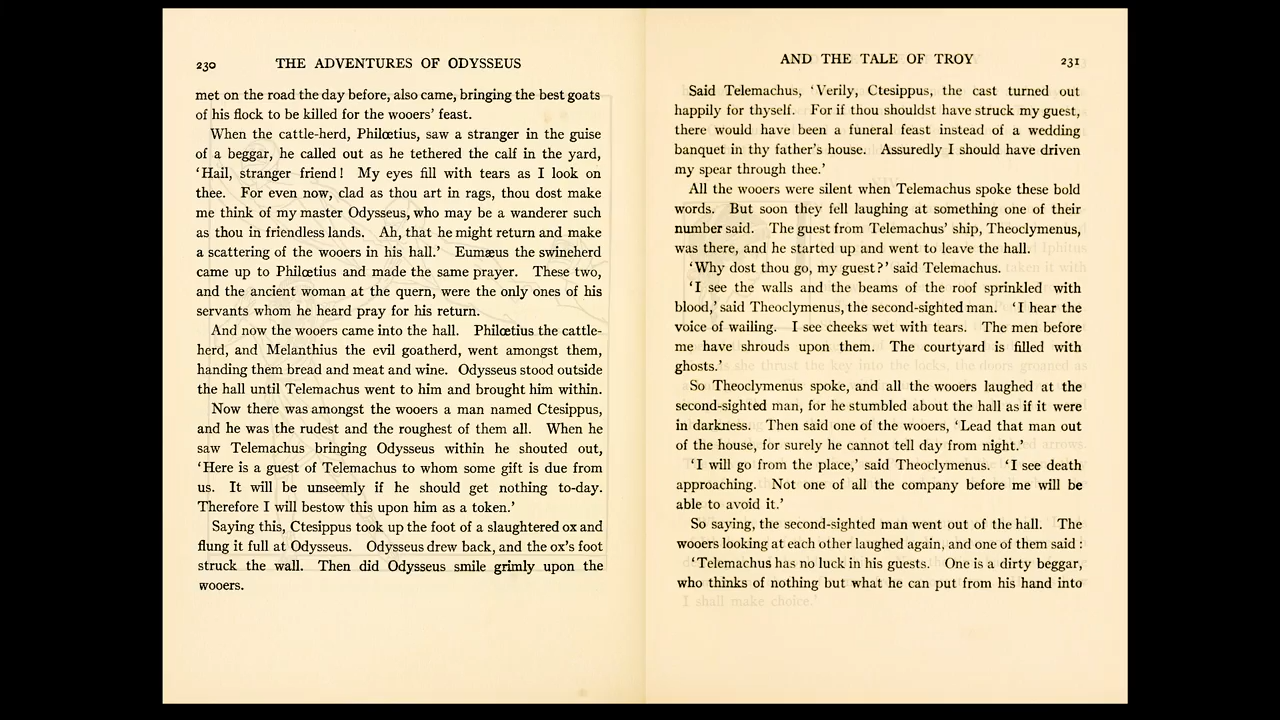 230 THE ADVENTURES OF ODYSSEUS
met on the road the day before, also came, bringing the best goats
of his flock to be killed for the wooers' feast.
When the cattle-herd, Philœtius, saw a stranger in the guise
of a beggar, he called out as he tethered the calf in the yard,
'Hail, stranger friend! My eyes fill with tears as I look on
thee. For even now, clad as thou art in rags, thou dost make
me think of my master Odysseus, who may be a wanderer such
as thou in friendless lands. Ah, that he might return and make
a scattering of the wooers in his hall.' Eumæus the swineherd
came up to Philœtius and made the same prayer. These two,
and the ancient woman at the quern, were the only ones of his
servants whom he heard pray for his return.
And now the wooers came into the hall. Philœtius the cattle-
herd, and Melanthius the evil goatherd, went amongst them,
handing them bread and meat and wine. Odysseus stood outside
the hall until Telemachus went to him and brought him within.
Now there was amongst the wooers a man named Ctesippus,
and he was the rudest and the roughest of them all. When he
saw Telemachus bringing Odysseus within he shouted out,
'Here is a guest of Telemachus to whom some gift is due from
us. It will be unseemly if he should get nothing to-day.
Therefore I will bestow this upon him as a token.'
Saying this, Ctesippus took up the foot of a slaughtered ox and
flung it full at Odysseus. Odysseus drew back, and the ox's foot
struck the wall. Then did Odysseus smile grimly upon the
wooers.
AND THE TALE OF TROY 231
Said Telemachus, 'Verily, Ctesippus, the cast turned out
happily for thyself. For if thou shouldst have struck my guest,
there would have been a funeral feast instead of a wedding
banquet in thy father's house. Assuredly I should have driven
my spear through thee.'
All the wooers were silent when Telemachus spoke these bold
words. But soon they fell laughing at something one of their
number said. The guest from Telemachus' ship, Theoclymenus,
was there, and he started up and went to leave the hall.
'Why dost thou go, my guest?' said Telemachus.
'I see the walls and the beams of the roof sprinkled with
blood,' said Theoclymenus, the second-sighted man. 'I hear the
voice of wailing. I see cheeks wet with tears. The men before
me have shrouds upon them. The courtyard is filled with
ghosts.'
So Theoclymenus spoke, and all the wooers laughed at the
second-sighted man, for he stumbled about the hall as if it were
in darkness. Then said one of the wooers, 'Lead that man out
of the house, for surely he cannot tell day from night.'
'I will go from the place,' said Theoclymenus. 'I see death
approaching. Not one of all the company before me will be
able to avoid it.'
So saying, the second-sighted man went out of the hall. The
wooers looking at each other laughed again, and one of them said:
'Telemachus has no luck in his guests. One is a dirty beggar,
who thinks of nothing but what he can put from his hand into
I shall make choice.'